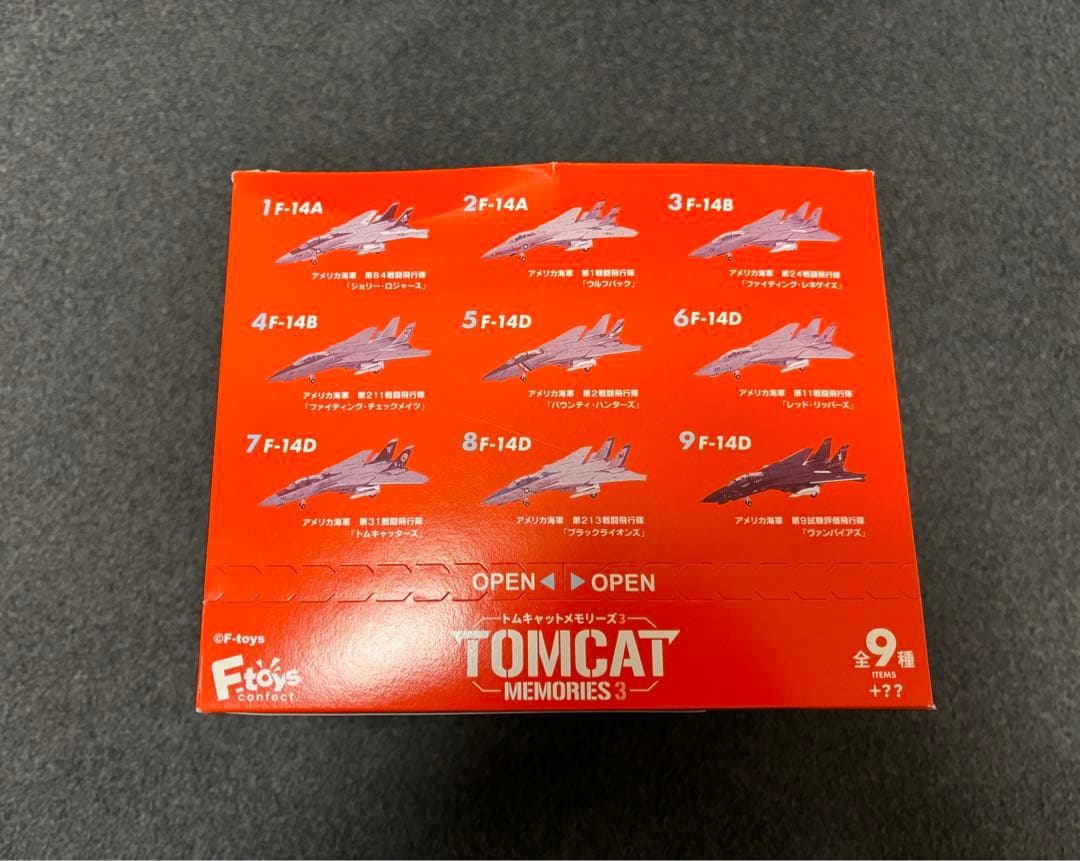 1 F-14A
アメリカ海軍 第84戦闘飛行隊
「ジョリー・ロジャース」
2 F-14A
アメリカ海軍 第1戦闘飛行隊
「ウルフパック」
3 F-14B
アメリカ海軍 第24戦闘飛行隊
「ファイティング・レネゲイズ」
4 F-14B
アメリカ海軍 第211戦闘飛行隊
「ファイティング・チェックメイツ」
5 F-14D
アメリカ海軍 第2戦闘飛行隊
「バウンティ・ハンターズ」
6 F-14D
アメリカ海軍 第11戦闘飛行隊
「レッド・リッパーズ」
7 F-14D
アメリカ海軍 第31戦闘飛行隊
「トムキャッターズ」
8 F-14D
アメリカ海軍 第213戦闘飛行隊
「ブラックライオンズ」
9 F-14D
アメリカ海軍 第9試験評価飛行隊
「ヴァンパイアズ」
OPEN ◀ ▶ OPEN
©F-toys
F-toys
confect
トムキャットメモリーズ3
TOMCAT
MEMORIES 3
全9種
ITEMS
+??